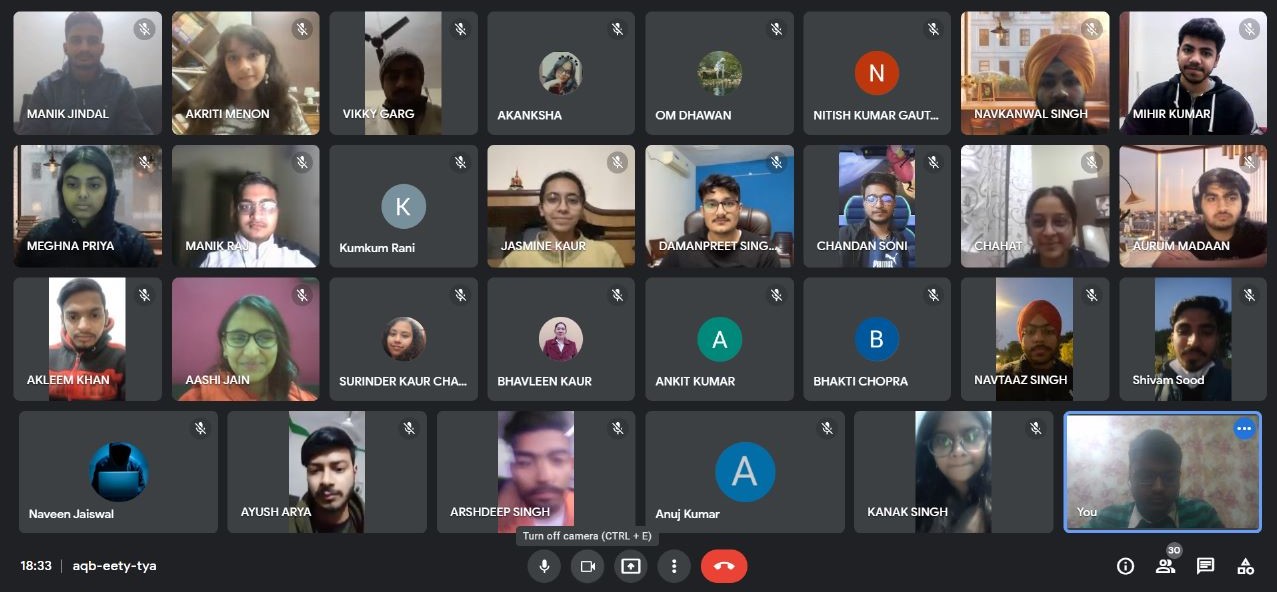 MANIK JINDAL
AKRITI MENON
VIKKY GARG
AKANKSHA
OM DHAWAN
N
NITISH KUMAR GAUT...
NAVKANWAL SINGH
MIHIR KUMAR
MEGHNA PRIYA
MANIK RAJ
K
Kumkum Rani
JASMINE KAUR
DAMANPREET SING...
CHANDAN SONI
PUMA
CHAHAT
AURUM MADAAN
AKLEEM KHAN
AASHI JAIN
SURINDER KAUR CHA...
BHAVLEEN KAUR
A
ANKIT KUMAR
B
BHAKTI CHOPRA
NAVTAAZ SINGH
Shivam Sood
Naveen Jaiswal
AYUSH ARYA
ARSHDEEP SINGH
A
Anuj Kumar
KANAK SINGH
You
Turn off camera (CTRL + E)
18:33 | aqb-eety-tya
30